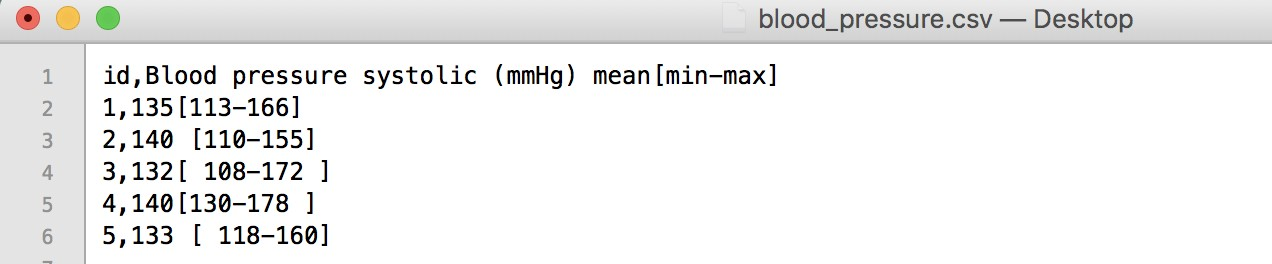 blood_pressure.csv — Desktop
1 id,Blood pressure systolic (mmHg) mean[min-max]
2 1,135[113-166]
3 2,140 [110-155]
4 3,132[ 108-172 ]
5 4,140[130-178 ]
6 5,133 [ 118-160]